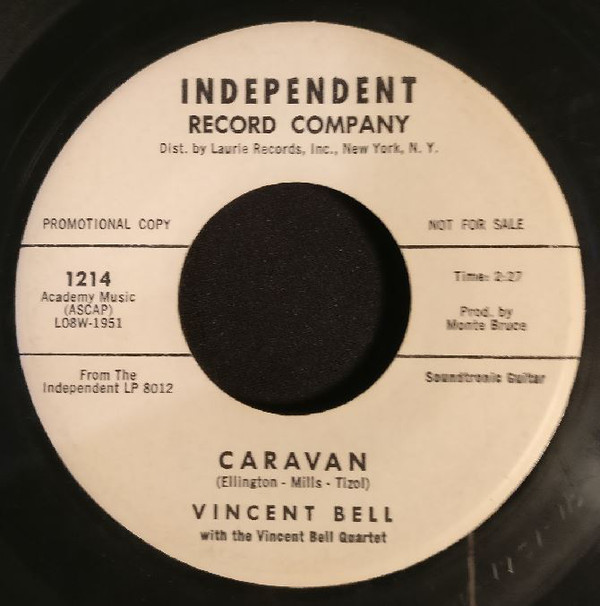 INDEPENDENT
RECORD COMPANY
Dist. by Laurie Records, Inc., New York, N. Y.
PROMOTIONAL COPY
NOT FOR SALE
1214
Academy Music
(ASCAP)
L08W-1951
Time: 2:27
Prod. by
Monte Bruce
From The
Independent LP 8012
Soundtronic Guitar
CARAVAN
(Ellington - Mills - Tizol)
VINCENT BELL
with the Vincent Bell Quartet